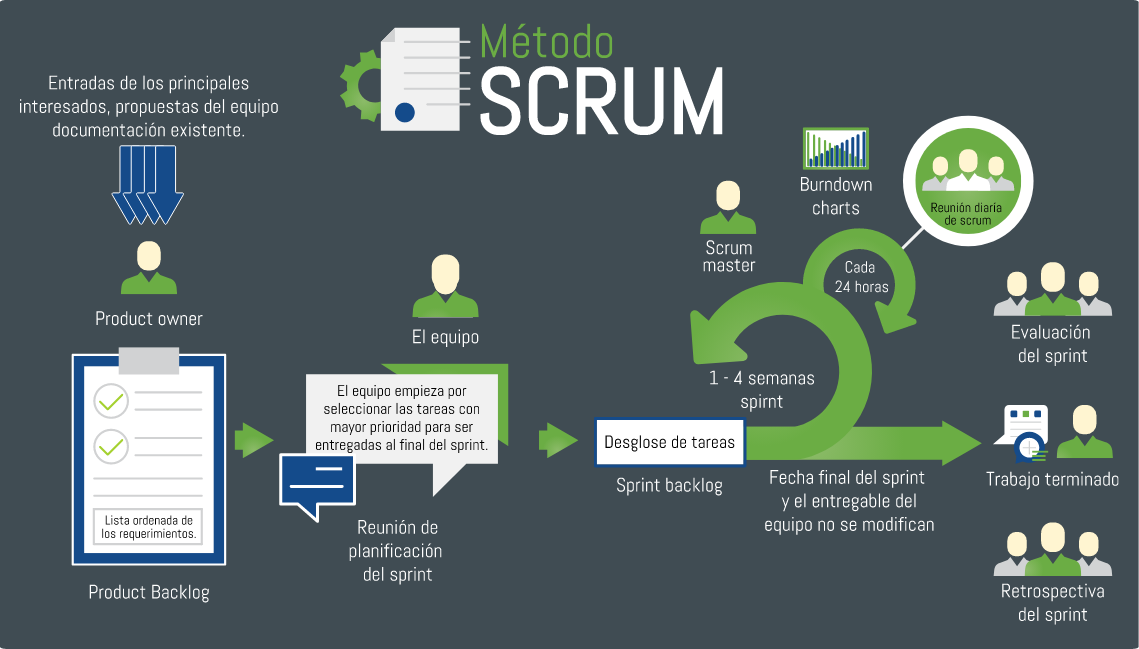 Método
SCRUM
Entradas de los principales
interesados, propuestas del equipo
documentación existente.
Product owner
Lista ordenada de
los requerimientos.
Product Backlog
El equipo
El equipo empieza por
seleccionar las tareas con
mayor prioridad para ser
entregadas al final del sprint.
Reunión de
planificación
del sprint
Desglose de tareas
Sprint backlog
Scrum
master
Burndown
charts
Reunión diaría
de scrum
Cada
24 horas
1 - 4 semanas
spirnt
Fecha final del sprint
y el entregable del
equipo no se modifican
Evaluación
del sprint
Trabajo terminado
Retrospectiva
del sprint